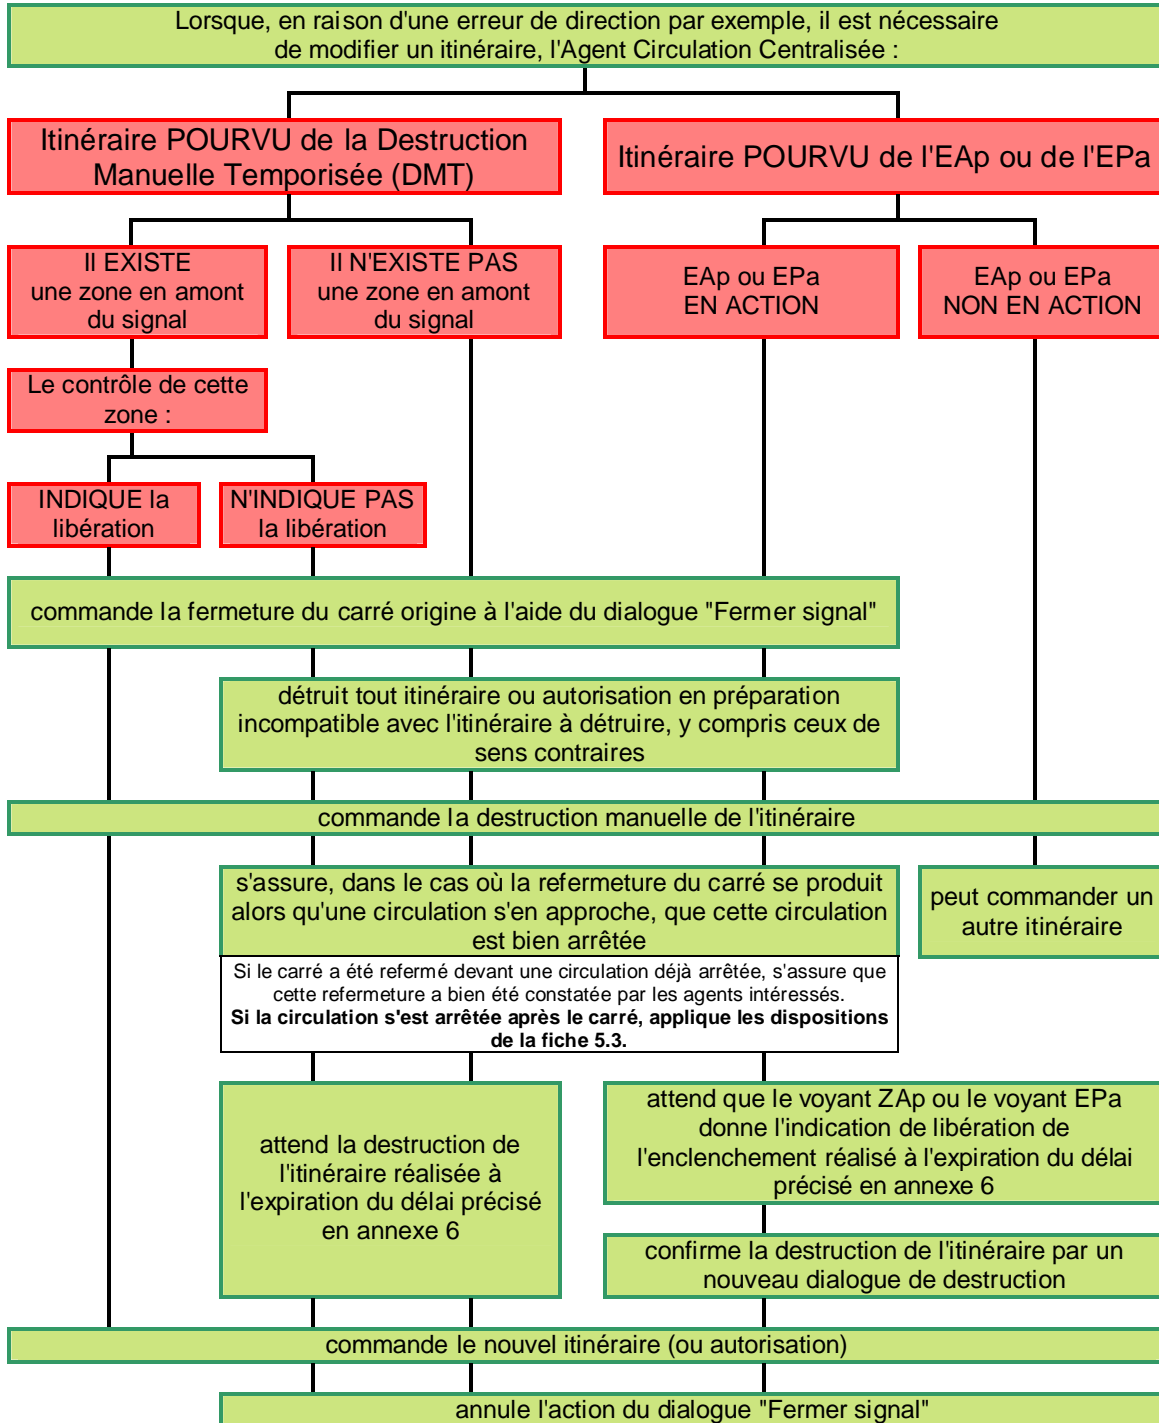 Lorsque, en raison d'une erreur de direction par exemple, il est nécessaire
de modifier un itinéraire, l'Agent Circulation Centralisée :
Itinéraire POURVU de la Destruction
Manuelle Temporisée (DMT)
Itinéraire POURVU de l'EAp ou de l'EPa
Il EXISTE
une zone en amont
du signal
Il N'EXISTE PAS
une zone en amont
du signal
EAp ou EPa
EN ACTION
EAp ou EPa
NON EN ACTION
Le contrôle de cette
zone :
INDIQUE la
libération
N'INDIQUE PAS
la libération
commande la fermeture du carré origine à l'aide du dialogue "Fermer signal"
détruit tout itinéraire ou autorisation en préparation
incompatible avec l'itinéraire à détruire, y compris ceux de
sens contraires
commande la destruction manuelle de l'itinéraire
s'assure, dans le cas où la refermeture du carré se produit
alors qu'une circulation s'en approche, que cette circulation
est bien arrêtée
peut commander un
autre itinéraire
Si le carré a été refermé devant une circulation déjà arrêtée, s'assure que
cette refermeture a bien été constatée par les agents intéressés.
Si la circulation s'est arrêtée après le carré, applique les dispositions
de la fiche 5.3.
attend la destruction de
l'itinéraire réalisée à
l'expiration du délai précisé
en annexe 6
attend que le voyant ZAp ou le voyant EPa
donne l'indication de libération de
l'enclenchement réalisé à l'expiration du délai
précisé en annexe 6
confirme la destruction de l'itinéraire par un
nouveau dialogue de destruction
commande le nouvel itinéraire (ou autorisation)
annule l'action du dialogue "Fermer signal"